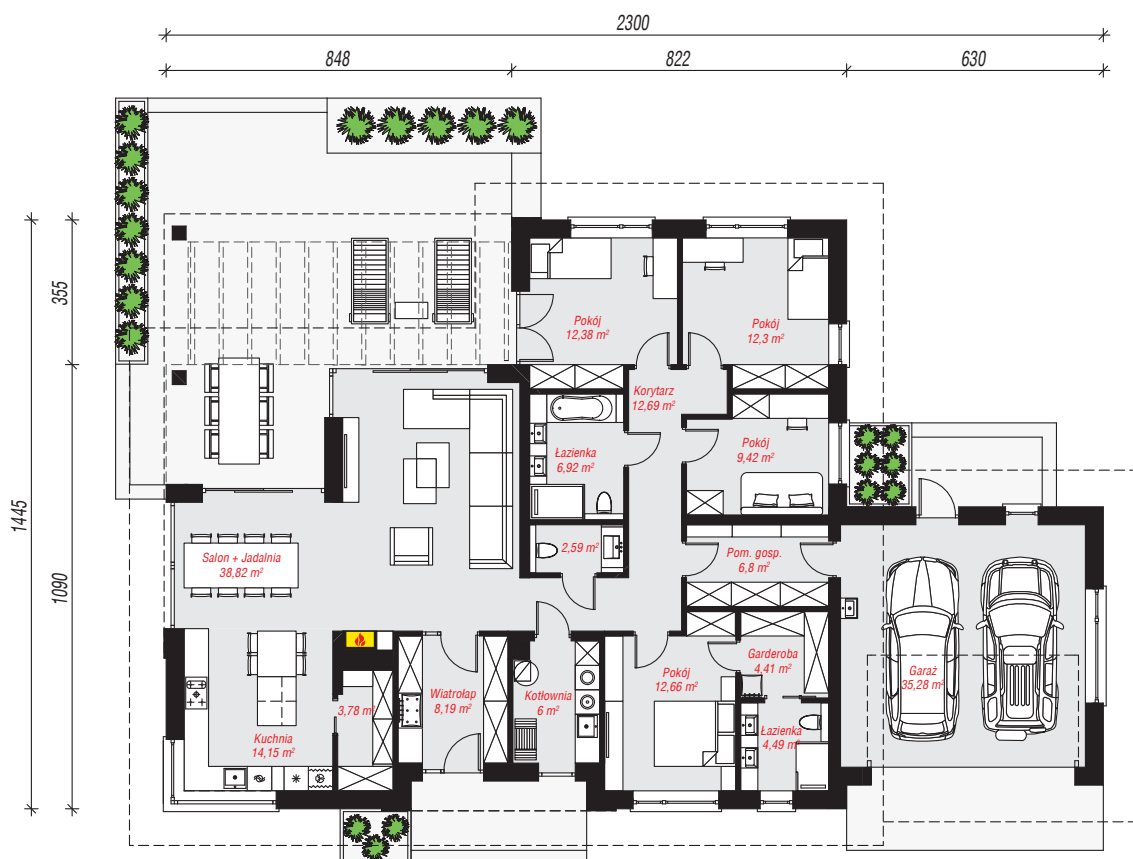 2300
848
822
630
1445
355
1090
Pokój
12,38 m²
Pokój
12,3 m²
Korytarz
12,69 m²
Łazienka
6,92 m²
Pokój
9,42 m²
2,59 m²
Pom. gosp.
6,8 m²
Salon + Jadalnia
38,82 m²
Garderoba
4,41 m²
Pokój
12,66 m²
Garaż
35,28 m²
Wiatrołap
8,19 m²
Kotłownia
6 m²
3,78 m²
Kuchnia
14,15 m²
Łazienka
4,49 m²